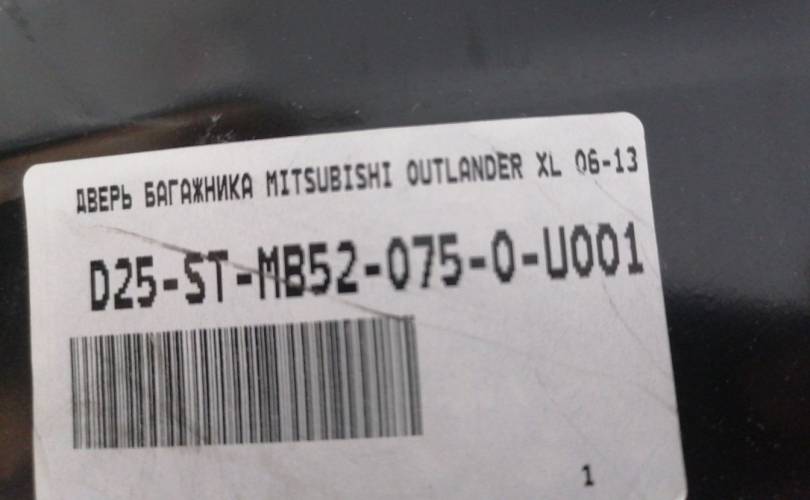 ДВЕРЬ БАГАЖНИКА MITSUBISHI OUTLANDER XL 06-13
D25-ST-MB52-075-0-U001
1